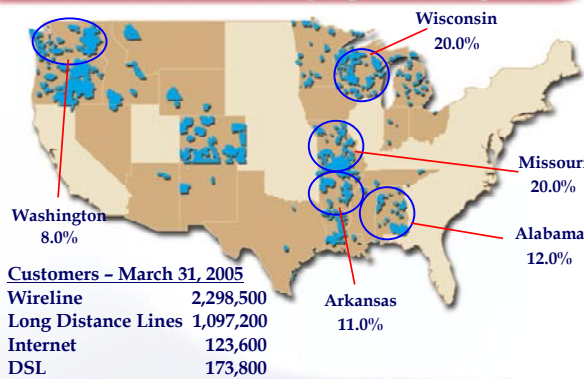 Wisconsin
20.0%
Missouri
20.0%
Washington
8.0%
Alabama
12.0%
Arkansas
11.0%
Customers – March 31, 2005
Wireline 2,298,500
Long Distance Lines 1,097,200
Internet 123,600
DSL 173,800